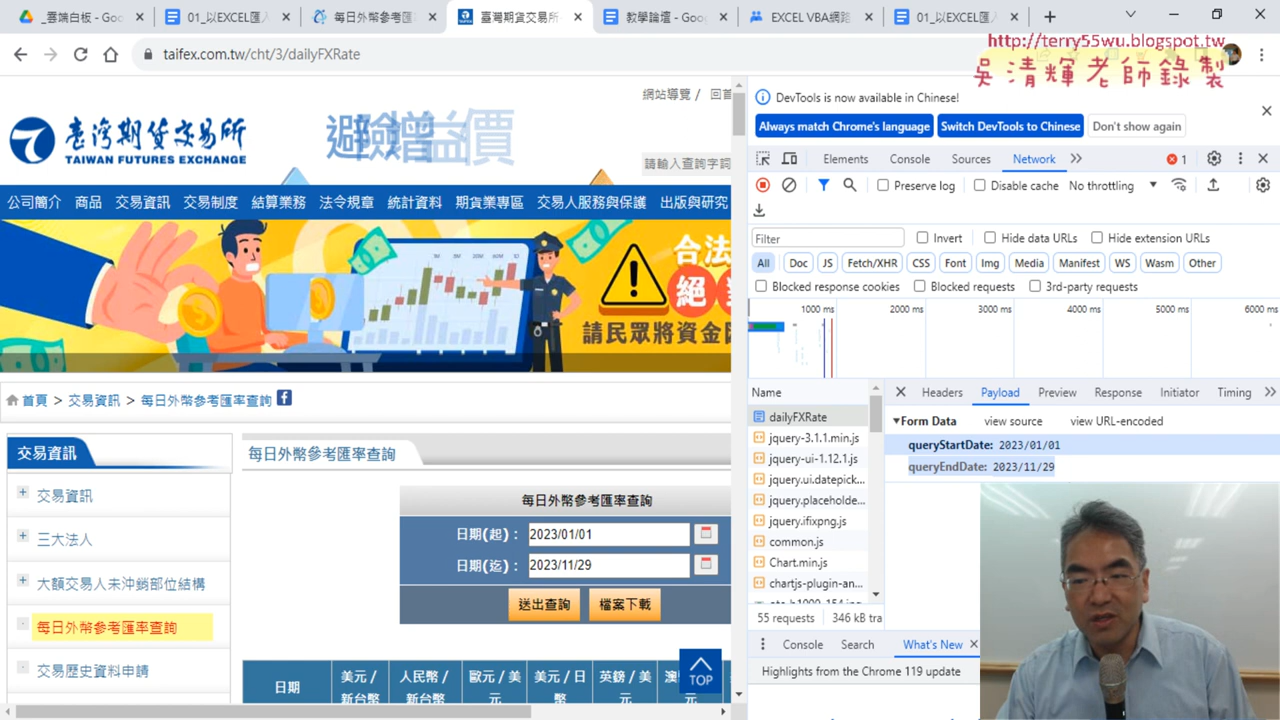 _雲端白板 - Goo
01_以EXCEL匯入
每日外幣參考匯
臺灣期貨交易所-
教學論壇 - Goog
EXCEL VBA網路
01_以EXCEL匯入
taifex.com.tw/cht/3/dailyFXRate
http://terry55wu.blogspot.tw
吳清輝老師錄製
網站導覽 / 回首
臺灣期貨交易所
TAIWAN FUTURES EXCHANGE
避險增益價
請輸入查詢字詞
公司簡介 商品 交易資訊 交易制度 結算業務 法令規章 統計資料 期貨業專區 交易人服務與保護 出版與研究
合法
絕
請民眾將資金
首頁 > 交易資訊 > 每日外幣參考匯率查詢
交易資訊
交易資訊
三大法人
大額交易人未沖銷部位結構
每日外幣參考匯率查詢
交易歷史資料申請
每日外幣參考匯率查詢
每日外幣參考匯率查詢
日期(起)： 2023/01/01
日期(迄)： 2023/11/29
送出查詢 檔案下載
日期
美元 /
新台幣
人民幣 /
新台幣
歐元 / 美
元
美元 / 日
幣
英鎊 / 美
元
澳
TOP
DevTools is now available in Chinese!
Always match Chrome's language Switch DevTools to Chinese Don't show again
Elements Console Sources Network 1
Preserve log Disable cache No throttling
Filter Invert Hide data URLs Hide extension URLs
All Doc JS Fetch/XHR CSS Font Img Media Manifest WS Wasm Other
Blocked response cookies Blocked requests 3rd-party requests
1000 ms 2000 ms 3000 ms 4000 ms 5000 ms 6000 ms
Name
dailyFXRate
jquery-3.1.1.min.js
jquery-ui-1.12.1.js
jquery.ui.datepick...
jquery.placeholde...
jquery.ifixpng.js
common.js
Chart.min.js
chartjs-plugin-an...
55 requests 346 kB tra
Headers Payload Preview Response Initiator Timing
Form Data view source view URL-encoded
queryStartDate: 2023/01/01
queryEndDate: 2023/11/29
Console Search What's New
Highlights from the Chrome 119 update